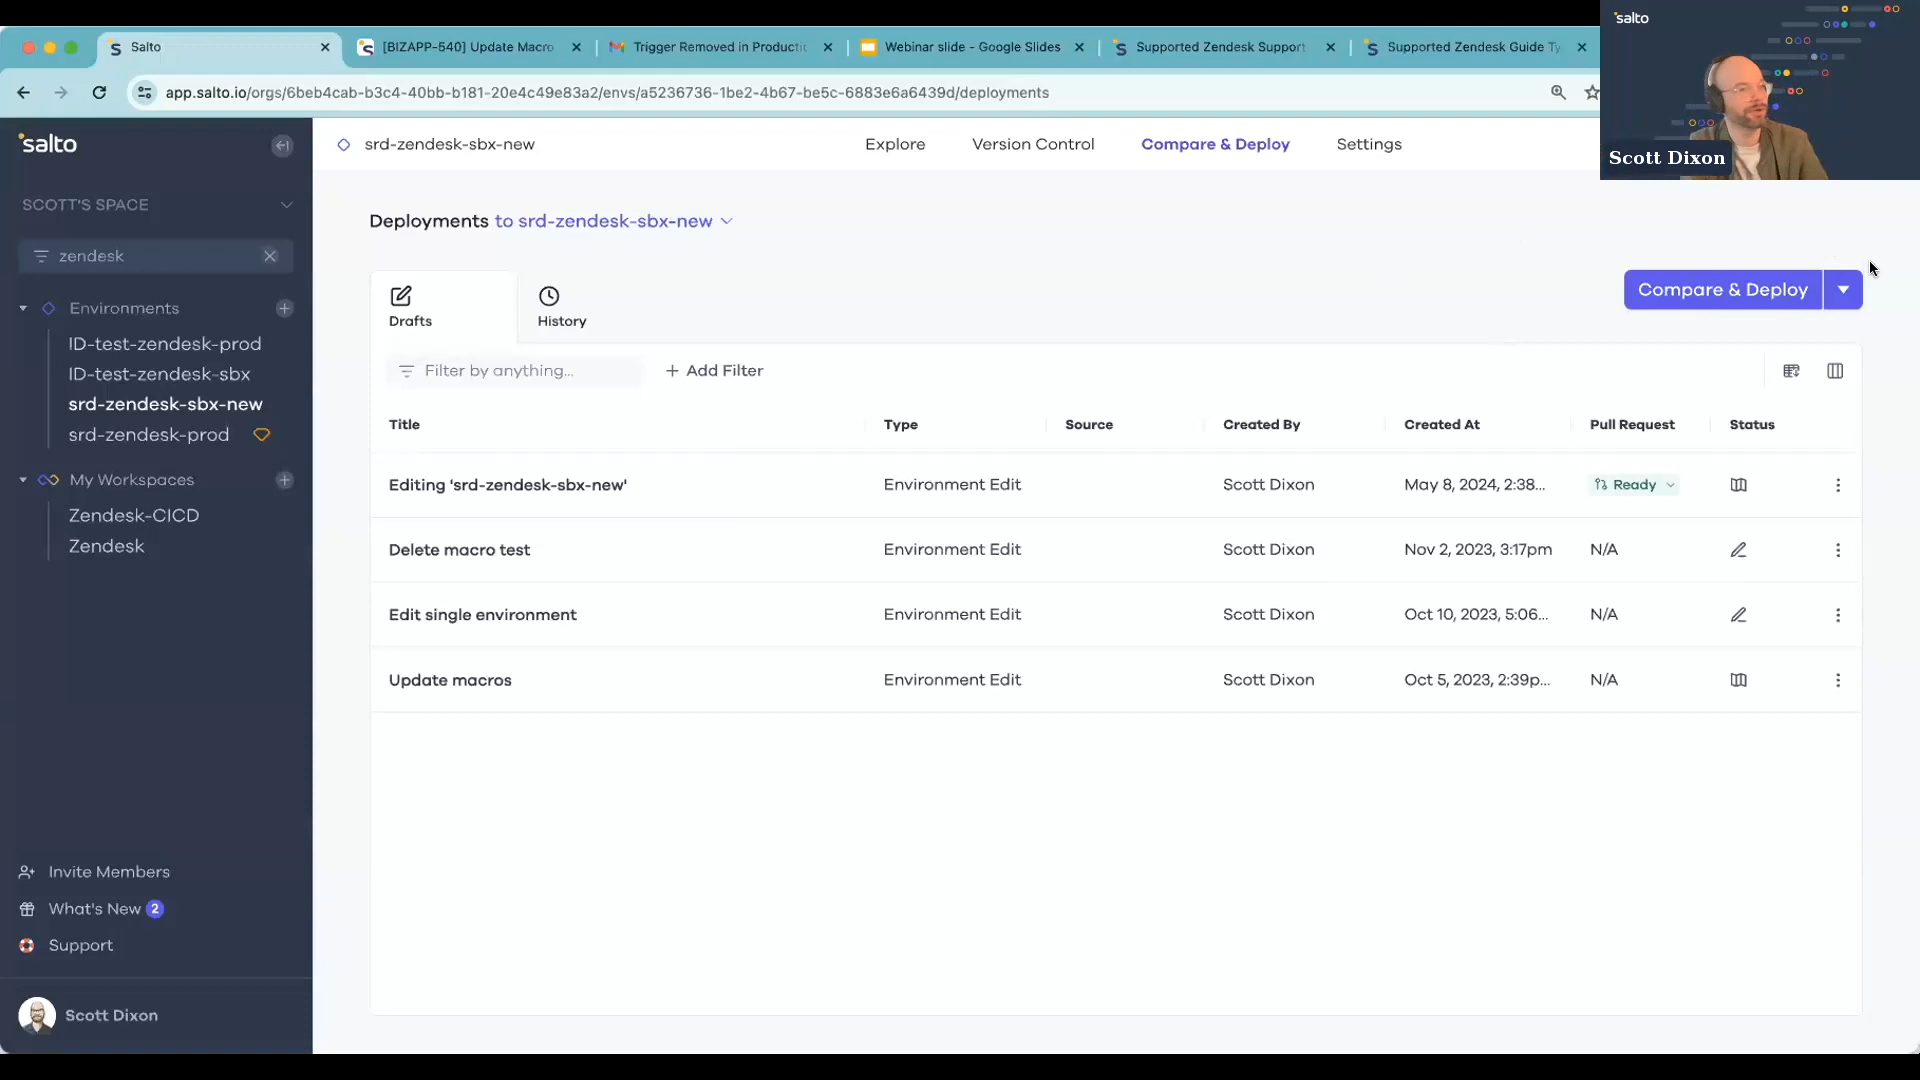 Salto
[BIZAPP-540] Update Macro
Trigger Removed in Producti
Webinar slide - Google Slides
Supported Zendesk Support
Supported Zendesk Guide Ty
app.salto.io/orgs/6beb4cab-b3c4-40bb-b181-20e4c49e83a2/envs/a5236736-1be2-4b67-be5c-6883e6a6439d/deployments
salto
Scott Dixon
salto
srd-zendesk-sbx-new
Explore
Version Control
Compare & Deploy
Settings
SCOTT'S SPACE
zendesk
Environments
ID-test-zendesk-prod
ID-test-zendesk-sbx
srd-zendesk-sbx-new
srd-zendesk-prod
My Workspaces
Zendesk-CICD
Zendesk
Invite Members
What's New 2
Support
Scott Dixon
Deployments to srd-zendesk-sbx-new
Drafts
History
Compare & Deploy
Filter by anything...
+ Add Filter
Title Type Source Created By Created At Pull Request Status
Editing 'srd-zendesk-sbx-new' Environment Edit Scott Dixon May 8, 2024, 2:38... Ready
Delete macro test Environment Edit Scott Dixon Nov 2, 2023, 3:17pm N/A
Edit single environment Environment Edit Scott Dixon Oct 10, 2023, 5:06... N/A
Update macros Environment Edit Scott Dixon Oct 5, 2023, 2:39p... N/A